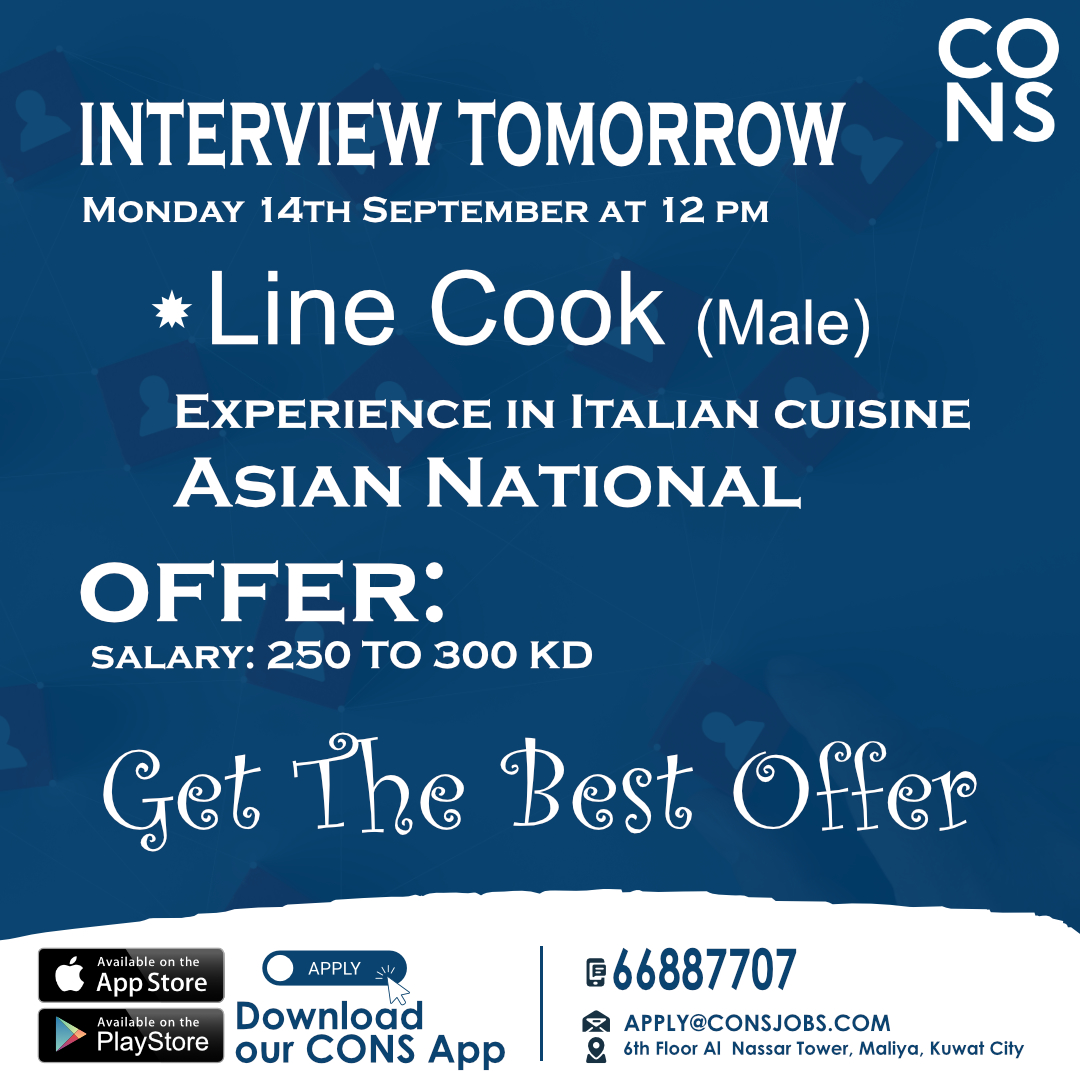 CO
NS
INTERVIEW TOMORROW
MONDAY 14TH SEPTEMBER AT 12 PM
Line Cook (Male)
EXPERIENCE IN ITALIAN CUISINE
ASIAN NATIONAL
OFFER:
SALARY: 250 TO 300 KD
Get The Best Offer
Available on the
App Store
Available on the
PlayStore
APPLY
Download
our CONS App
66887707
APPLY@CONSJOBS.COM
6th Floor Al Nassar Tower, Maliya, Kuwat City